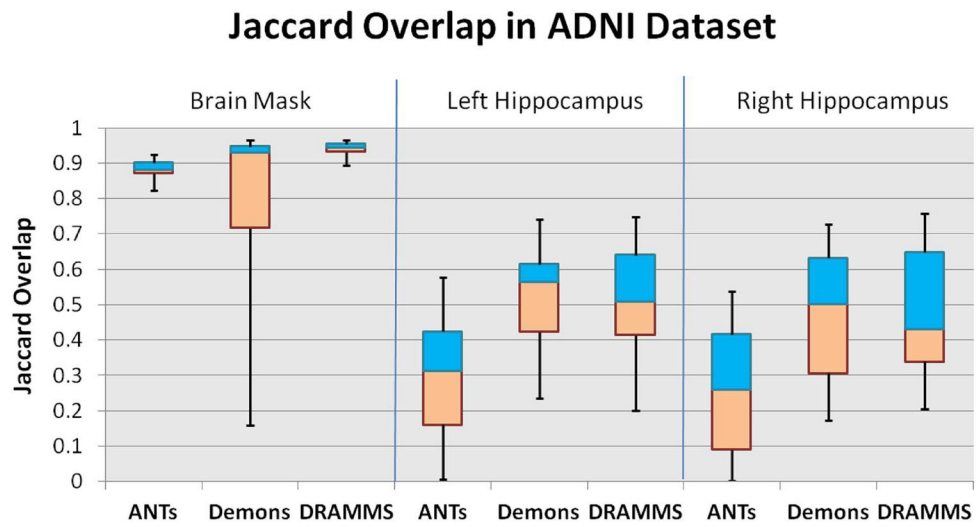 Jaccard Overlap in ADNI Dataset
Brain Mask Left Hippocampus Right Hippocampus
Jaccard Overlap
1
0.9
0.8
0.7
0.6
0.5
0.4
0.3
0.2
0.1
0
ANTs Demons DRAMMS ANTs Demons DRAMMS ANTs Demons DRAMMS